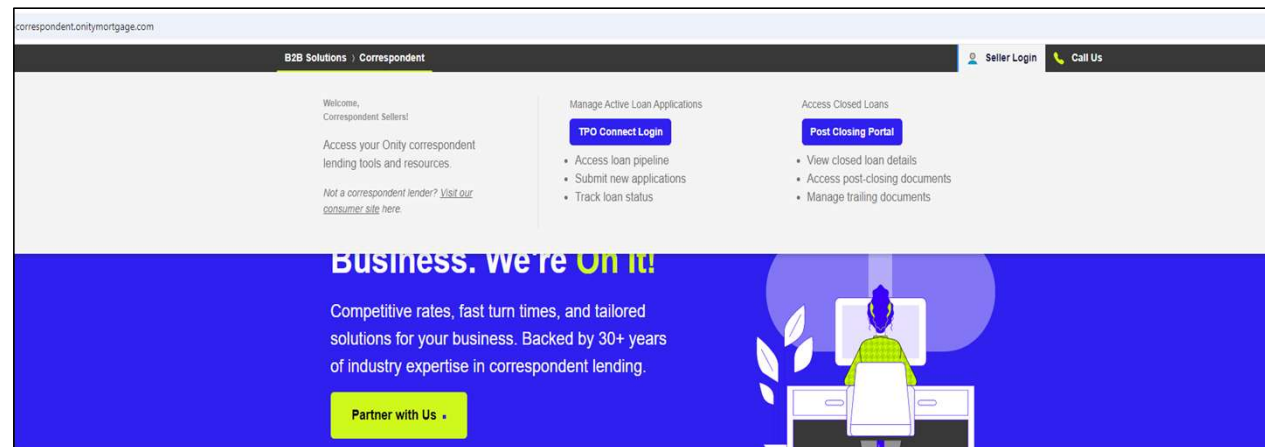 correspondent.onitymortgage.com
B2B Solutions 〉 Correspondent
Seller Login
Call Us
Welcome,
Correspondent Sellers!
Access your Onity correspondent
lending tools and resources.
Not a correspondent lender? Visit our
consumer site here.
Manage Active Loan Applications
TPO Connect Login
• Access loan pipeline
• Submit new applications
• Track loan status
Access Closed Loans
Post Closing Portal
• View closed loan details
• Access post-closing documents
• Manage trailing documents
Business. We're On It!
Competitive rates, fast turn times, and tailored
solutions for your business. Backed by 30+ years
of industry expertise in correspondent lending.
Partner with Us